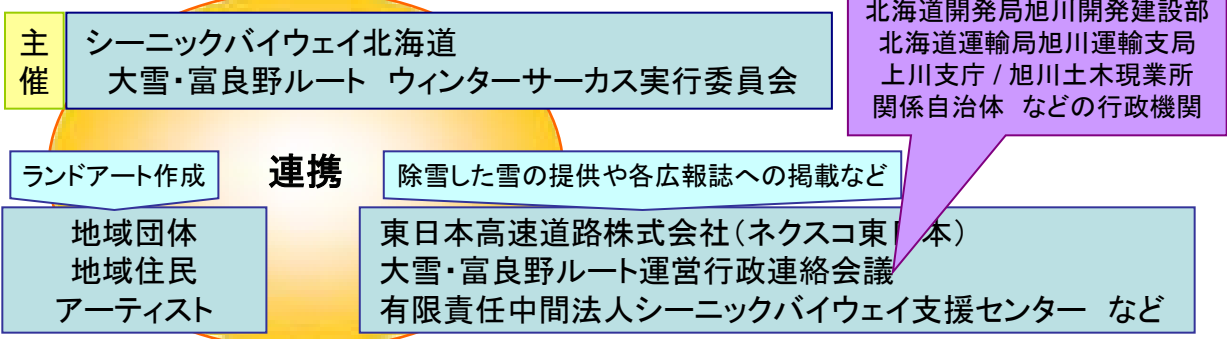 主催
シーニックバイウェイ北海道
大雪・富良野ルート ウィンターサーカス実行委員会
北海道開発局旭川開発建設部
北海道運輸局旭川運輸支局
上川支庁 / 旭川土木現業所
関係自治体 などの行政機関
連携
ランドアート作成
地域団体
地域住民
アーティスト
除雪した雪の提供や各広報誌への掲載など
東日本高速道路株式会社(ネクスコ東日本)
大雪・富良野ルート運営行政連絡会議
有限責任中間法人シーニックバイウェイ支援センター など